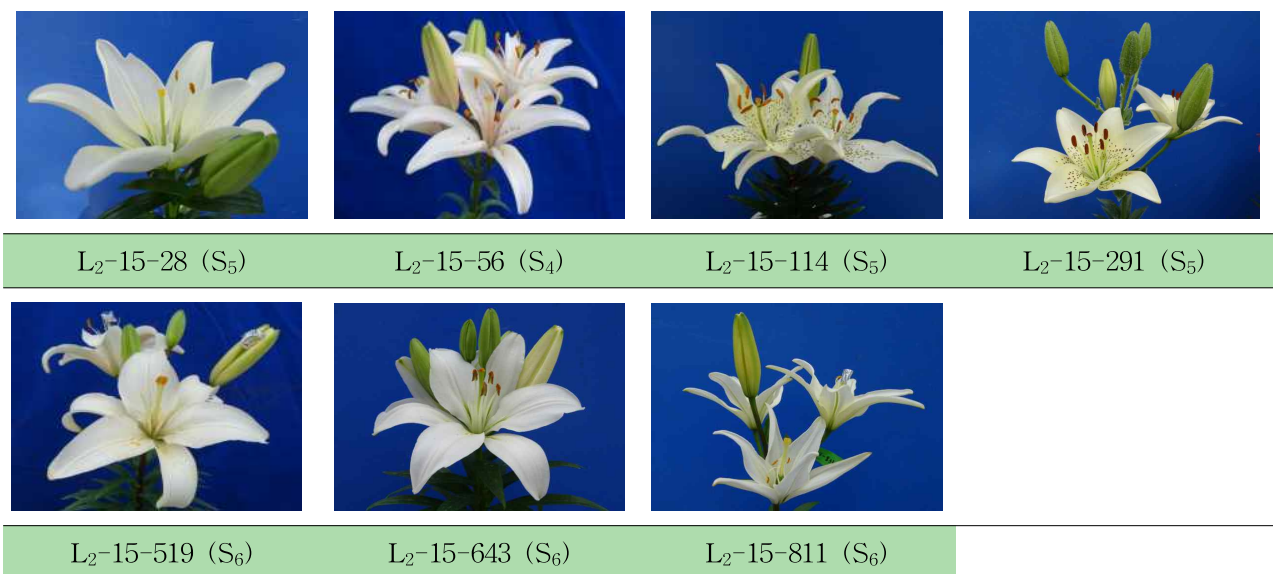 L₂-15-28 (S₅) L₂-15-56 (S₄) L₂-15-114 (S₅) L₂-15-291 (S₅)
L₂-15-519 (S₆) L₂-15-643 (S₆) L₂-15-811 (S₆)